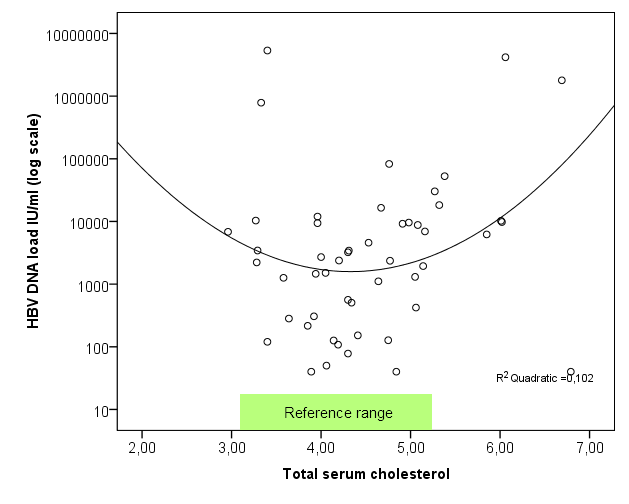 HBV DNA load IU/ml (log scale)
10000000
1000000
100000
10000
1000
100
10
R2 Quadratic =0,102
Reference range
2,00 3,00 4,00 5,00 6,00 7,00
Total serum cholesterol